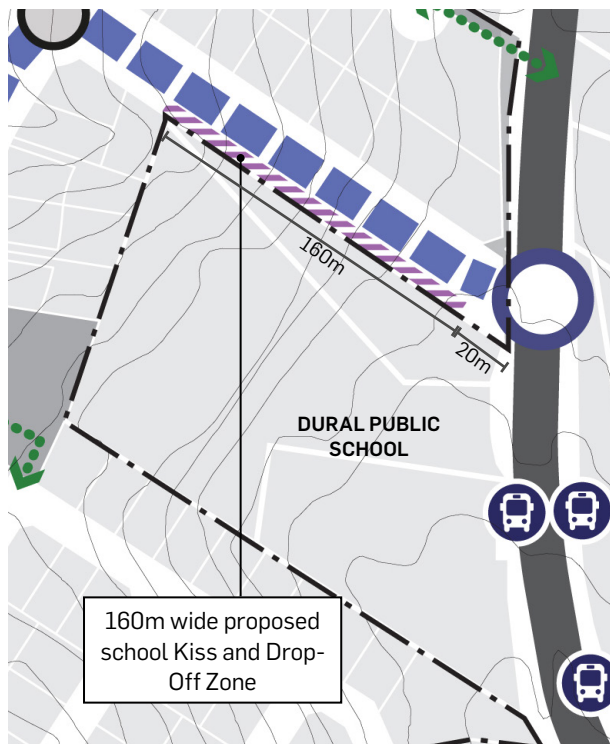 160m
20m
DURAL PUBLIC
SCHOOL
160m wide proposed
school Kiss and Drop-
Off Zone